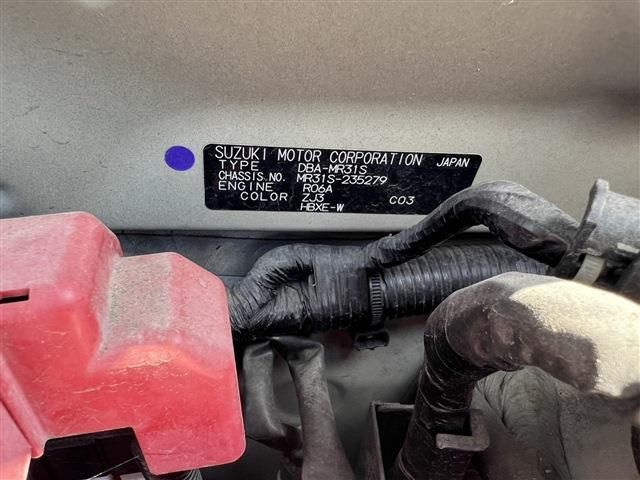 SUZUKI MOTOR CORPORATION JAPAN
TYPE DBA-MR31S
CHASSIS.NO. MR31S-235279
ENGINE R06A
COLOR ZJ3 C03
HBXE-W